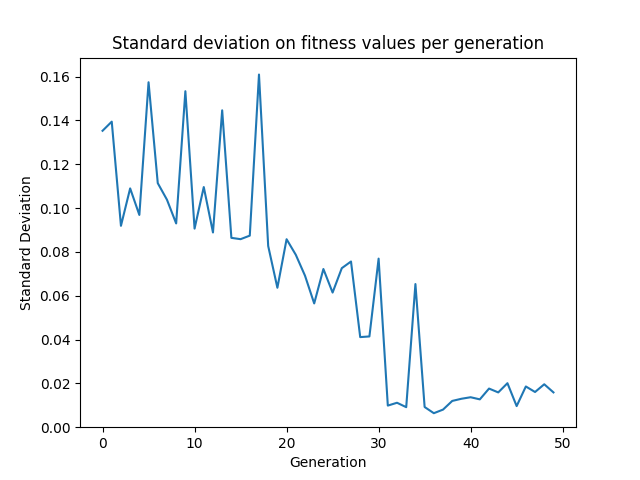 Standard deviation on fitness values per generation
0.16
0.14
0.12
0.10
0.08
0.06
0.04
0.02
0.00
Standard Deviation
0 10 20 30 40 50
Generation